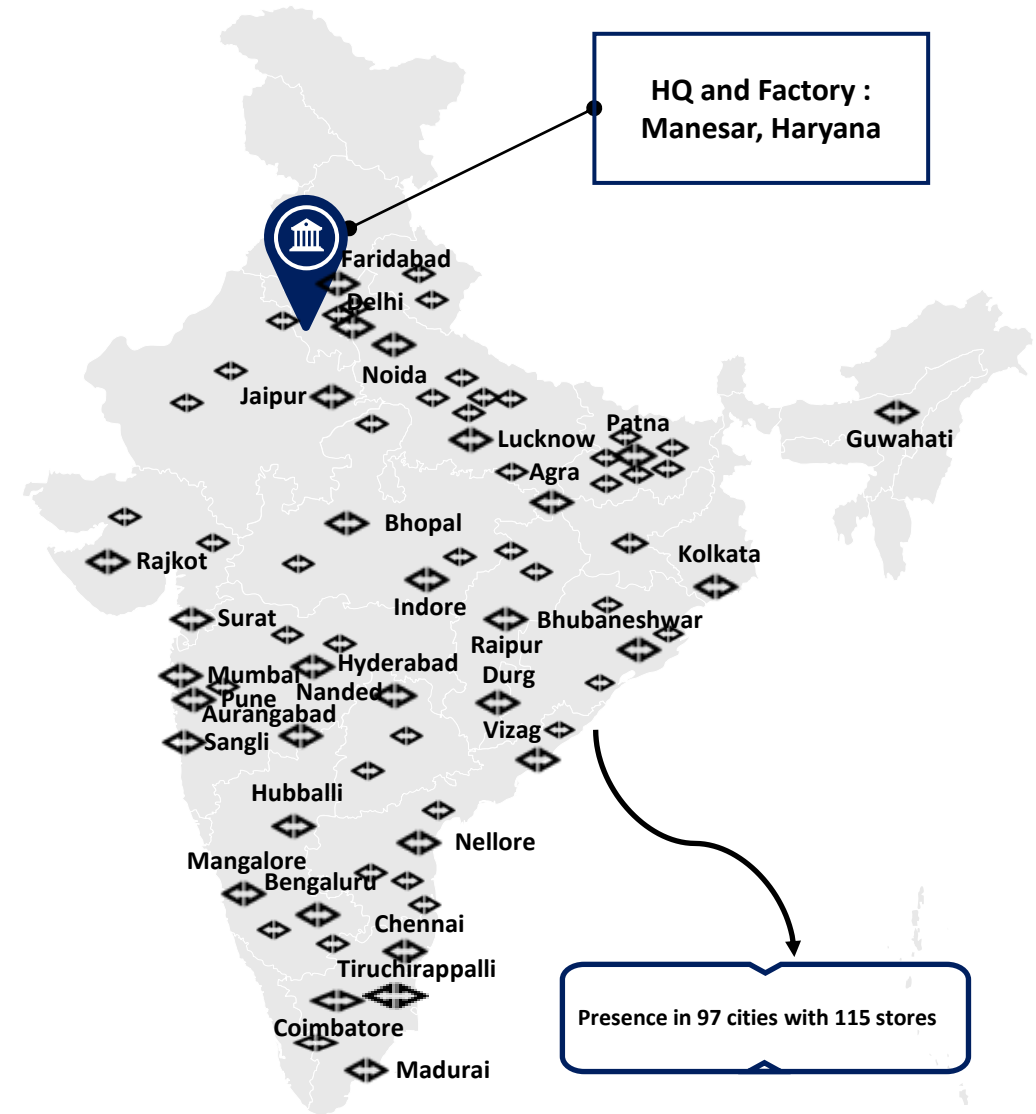 HQ and Factory :
Manesar, Haryana
Faridabad
Delhi
Noida
Jaipur
Patna
Guwahati
Lucknow
Agra
Bhopal
Kolkata
Rajkot
Indore
Surat
Bhubaneshwar
Raipur
Hyderabad
Mumbai
Durg
Nanded
Pune
Aurangabad
Vizag
Sangli
Hubballi
Nellore
Mangalore
Bengaluru
Chennai
Tiruchirappalli
Presence in 97 cities with 115 stores
Coimbatore
Madurai